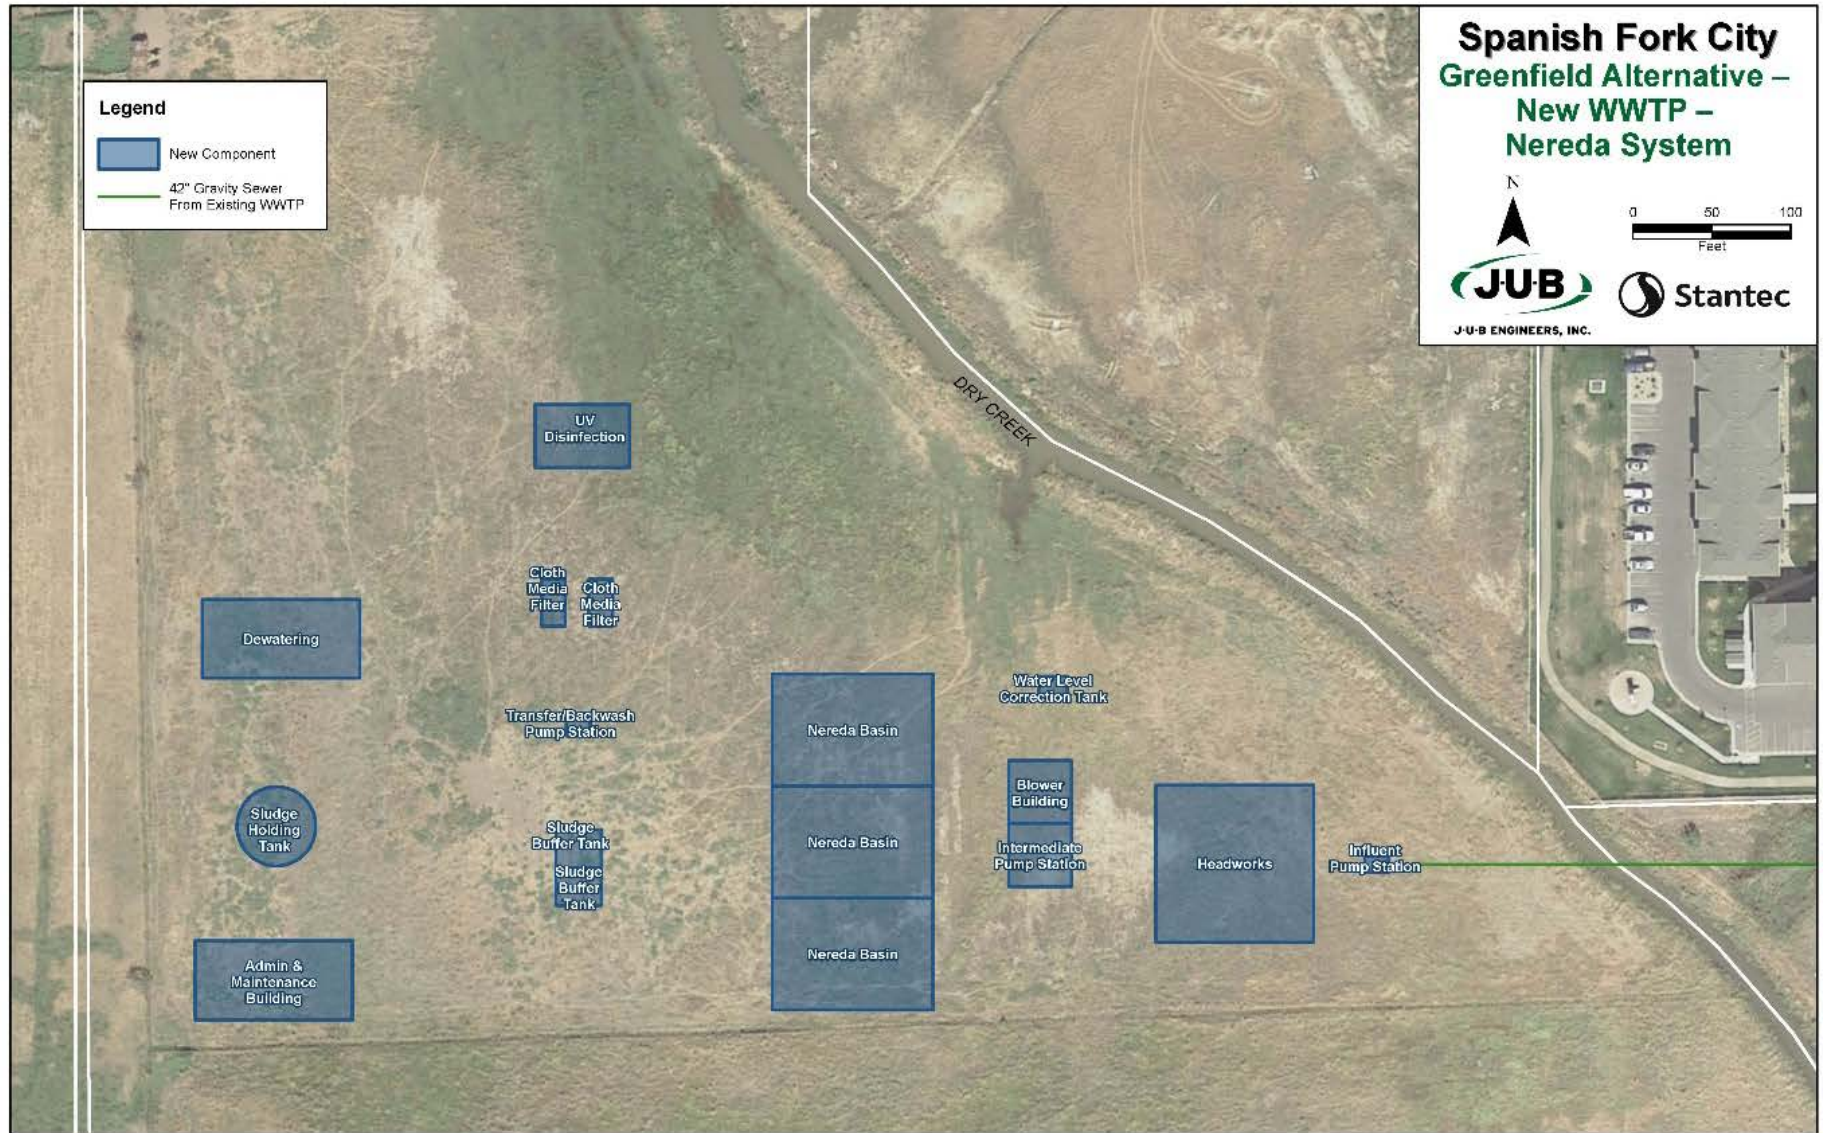 Spanish Fork City
Greenfield Alternative –
New WWTP –
Nereda System
N
0 50 100
Feet
J·U·B
J·U·B ENGINEERS, INC.
Stantec
Legend
New Component
42" Gravity Sewer
From Existing WWTP
DRY CREEK
UV
Disinfection
Cloth
Media
Filter
Cloth
Media
Filter
Dewatering
Water Level
Correction Tank
Transfer/Backwash
Pump Station
Nereda Basin
Blower
Building
Sludge
Holding
Tank
Sludge
Buffer Tank
Nereda Basin
Intermediate
Pump Station
Headworks
Influent
Pump Station
Sludge
Buffer
Tank
Nereda Basin
Admin &
Maintenance
Building